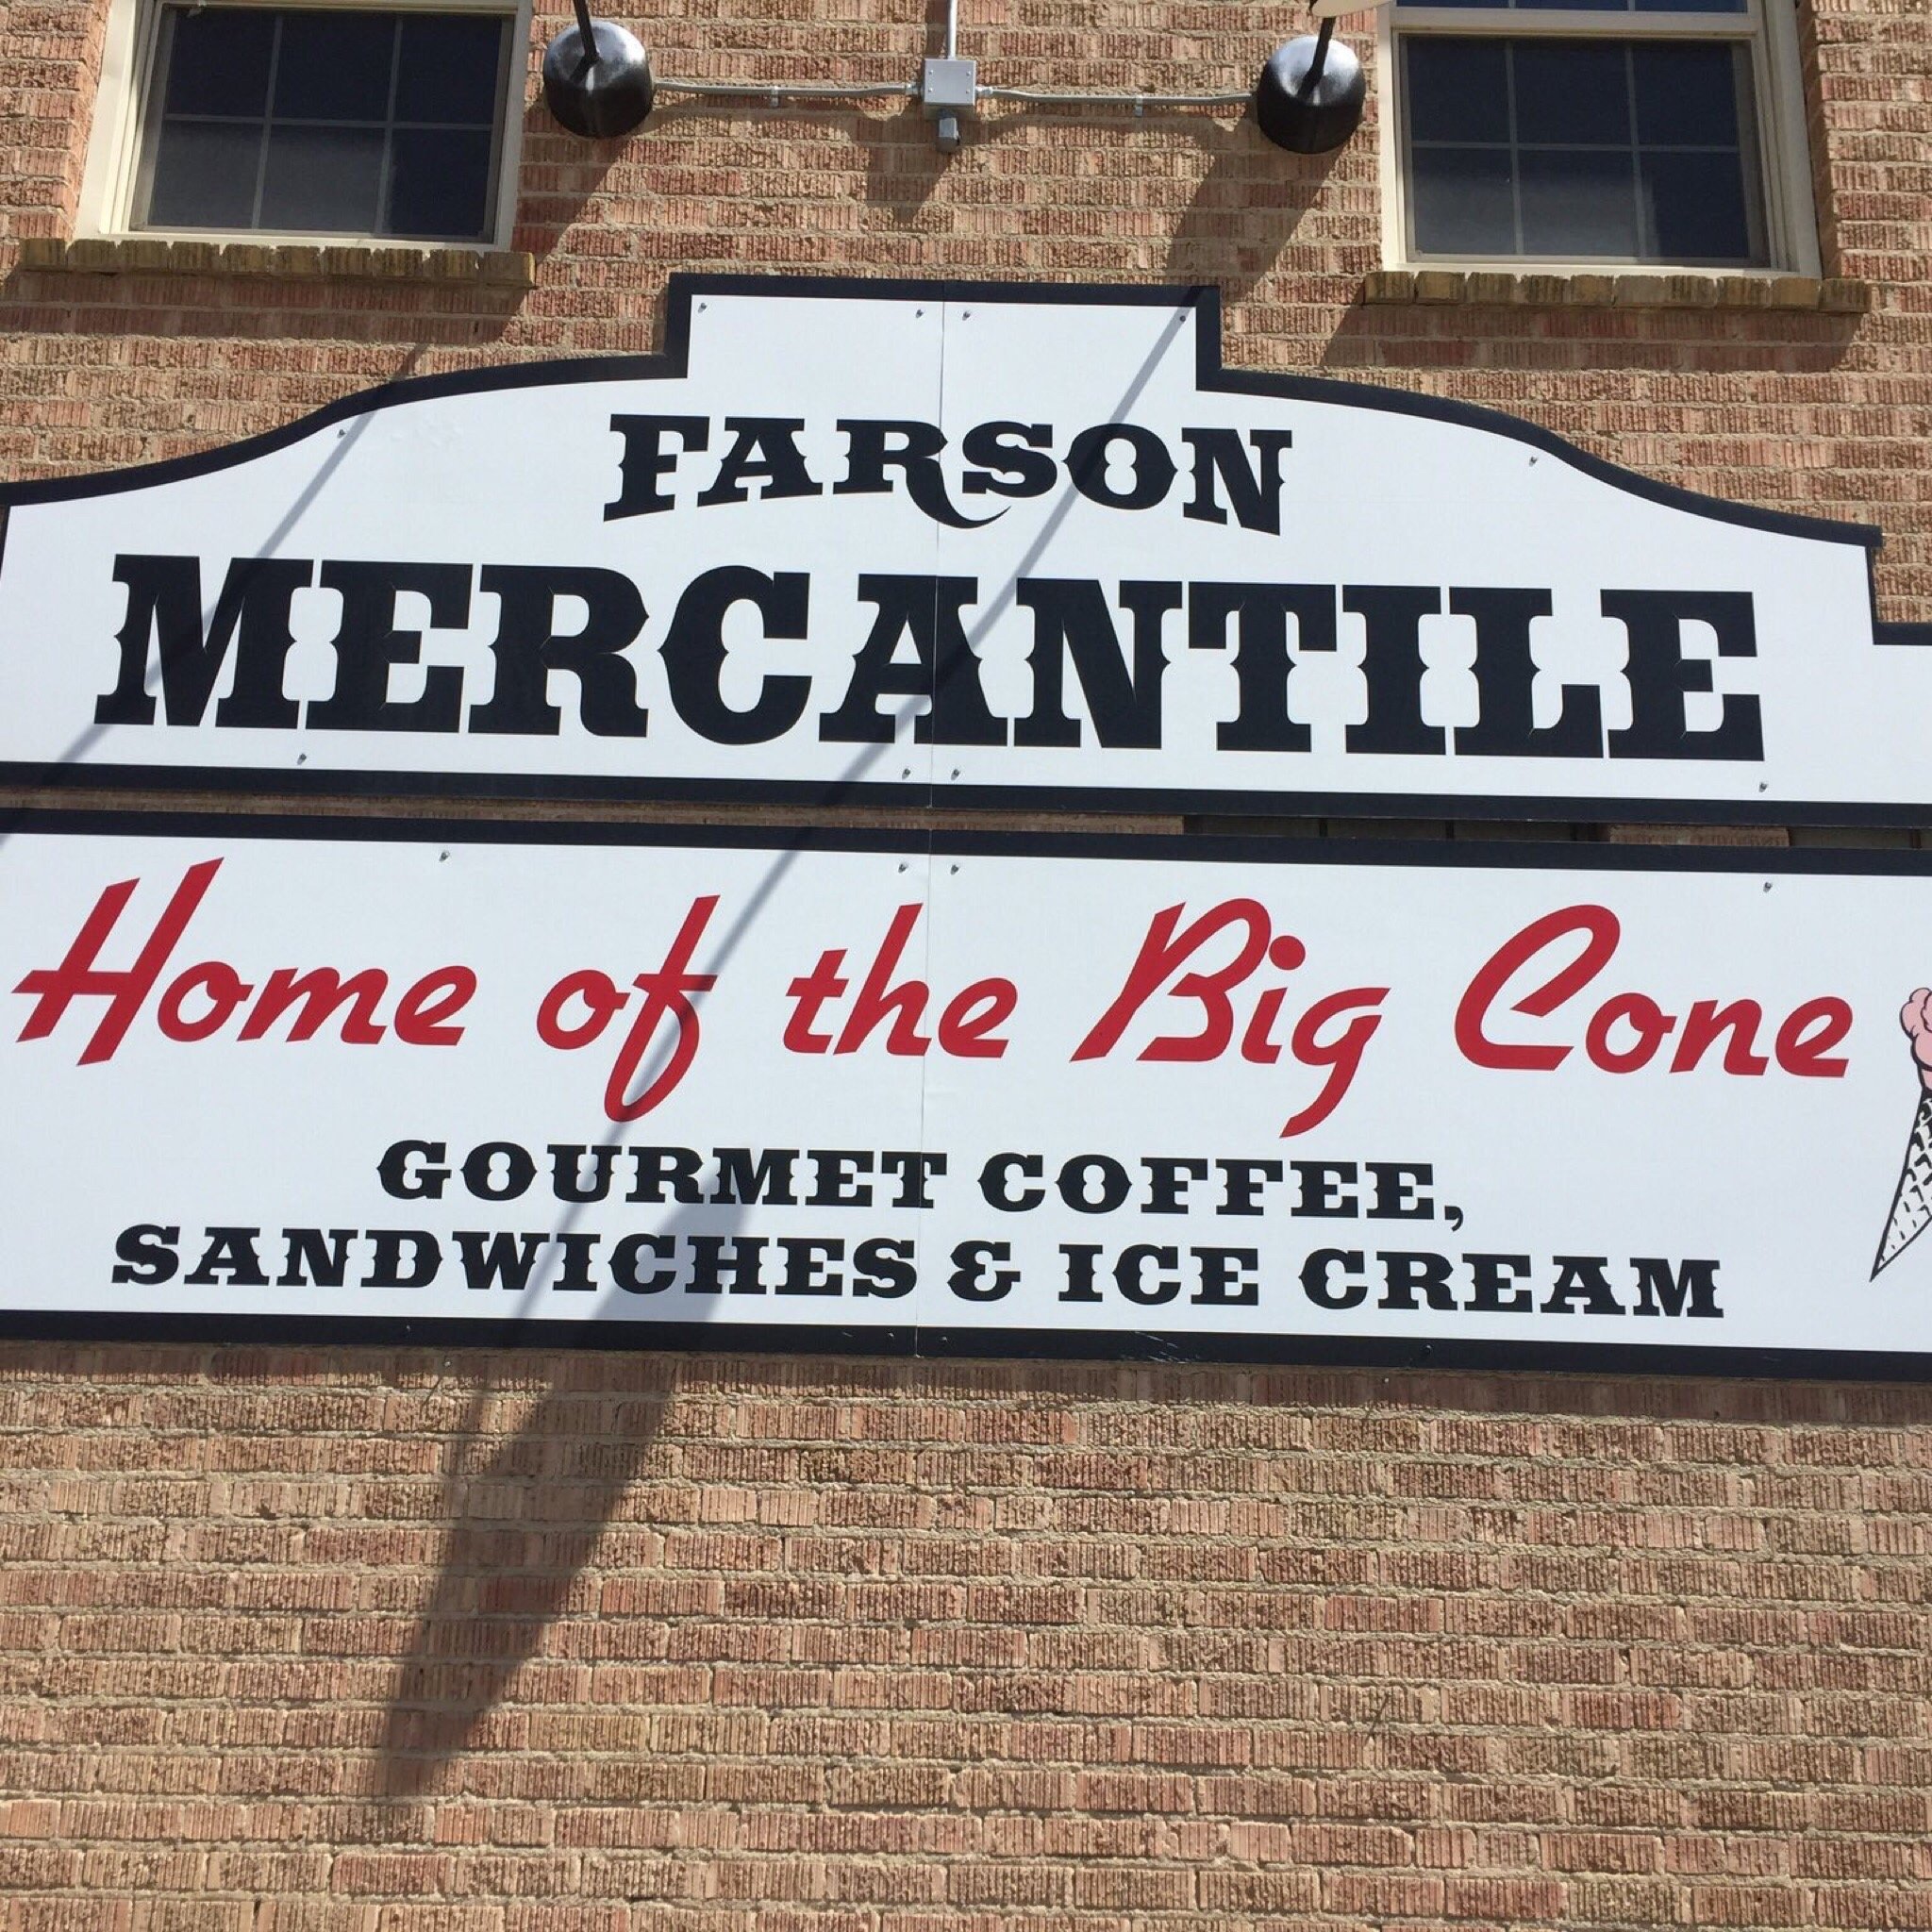 FARSON
MERCANTILE
Home of the Big Cone
GOURMET COFFEE,
SANDWICHES & ICE CREAM